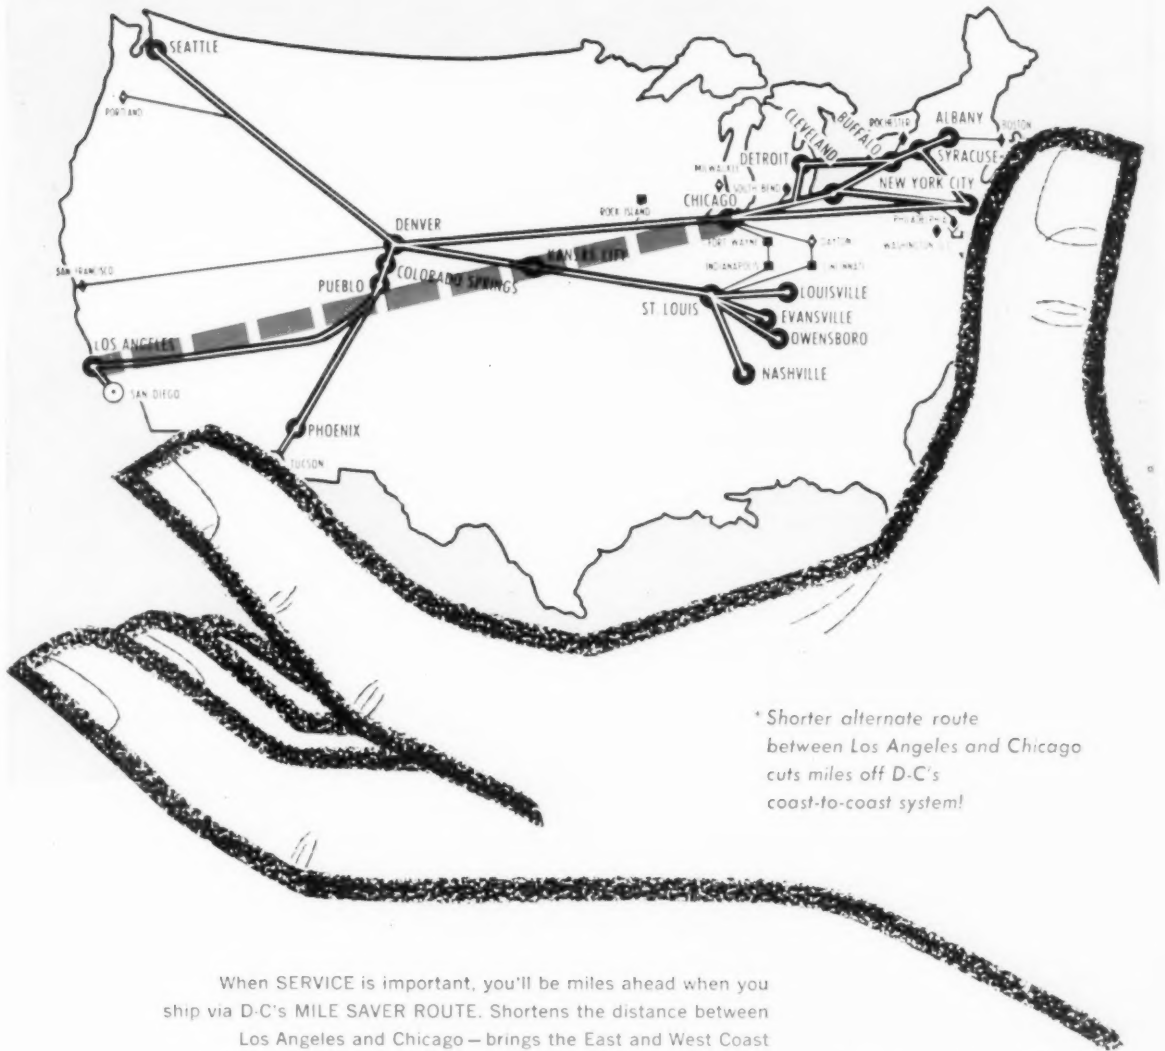 SEATTLE
PORTLAND
ROCHESTER
ALBANY
BOSTON
BUFFALO
CLEVELAND
DETROIT
SYRACUSE
MILWAUKEE
SOUTH BEND
NEW YORK CITY
CHICAGO
ROCK ISLAND
PHILADELPHIA
DENVER
WASHINGTON D.C.
FORT WAYNE
DAYTON
KANSAS CITY
SAN FRANCISCO
INDIANAPOLIS
CINCINNATI
COLORADO SPRINGS
PUEBLO
LOUISVILLE
ST. LOUIS
EVANSVILLE
OWENSBORO
LOS ANGELES
NASHVILLE
SAN DIEGO
PHOENIX
TUCSON
* Shorter alternate route
between Los Angeles and Chicago
cuts miles off D-C's
coast-to-coast system!
When SERVICE is important, you'll be miles ahead when you
ship via D-C's MILE SAVER ROUTE. Shortens the distance between
Los Angeles and Chicago — brings the East and West Coast